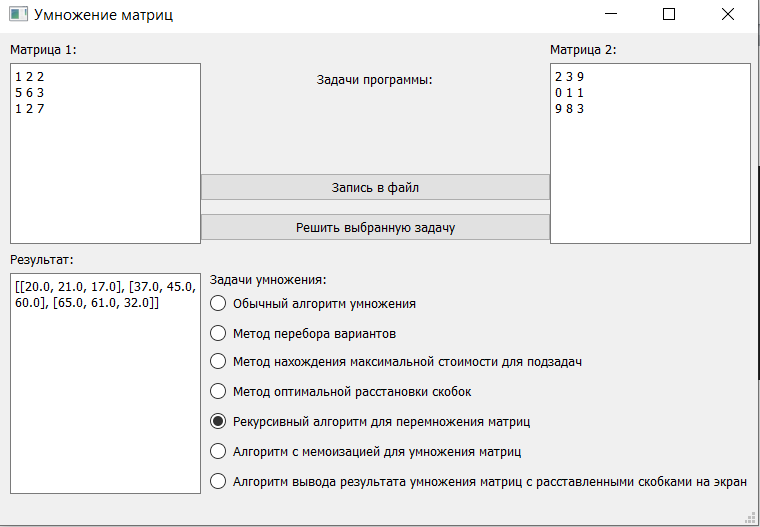 Умножение матриц
Матрица 1:
Матрица 2:
1 2 2
5 6 3
1 2 7
Задачи программы:
2 3 9
0 1 1
9 8 3
Запись в файл
Решить выбранную задачу
Результат:
[[20.0, 21.0, 17.0], [37.0, 45.0,
60.0], [65.0, 61.0, 32.0]]
Задачи умножения:
Обычный алгоритм умножения
Метод перебора вариантов
Метод нахождения максимальной стоимости для подзадач
Метод оптимальной расстановки скобок
Рекурсивный алгоритм для перемножения матриц
Алгоритм с мемоизацией для умножения матриц
Алгоритм вывода результата умножения матриц с расставленными скобками на экран